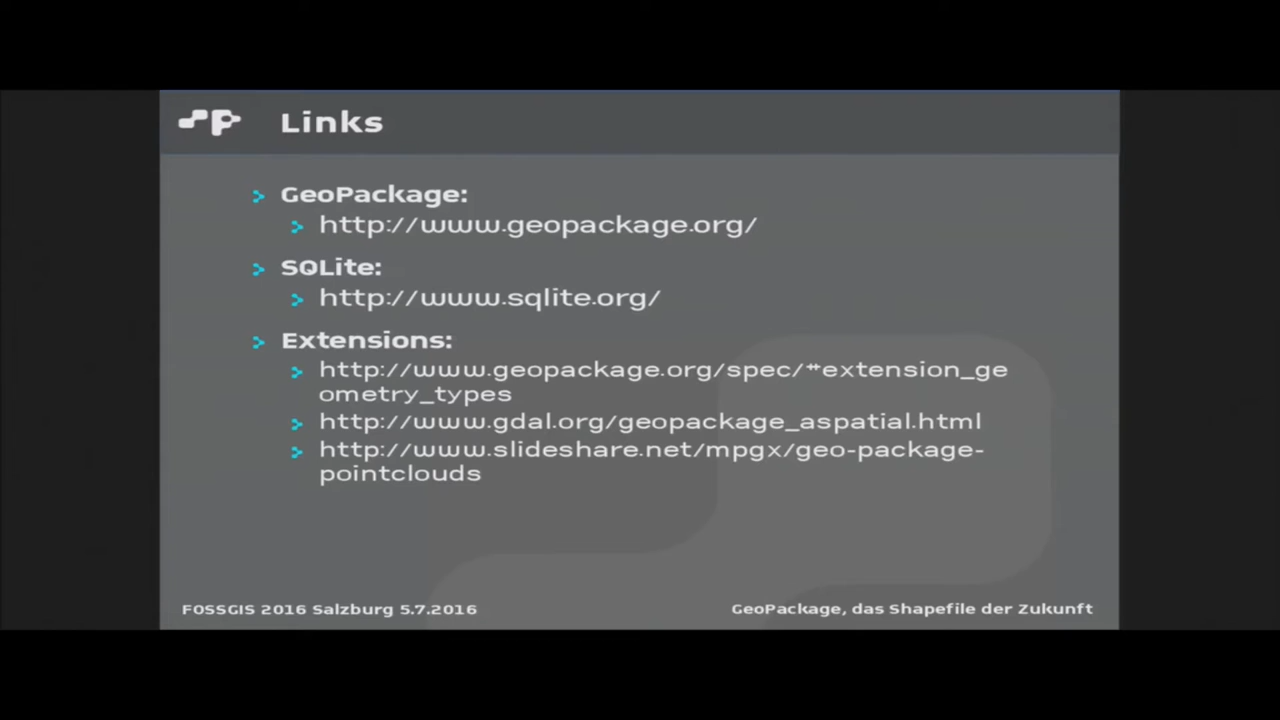 Links
GeoPackage:
http://www.geopackage.org/
SQLite:
http://www.sqlite.org/
Extensions:
http://www.geopackage.org/spec/#extension_ge
ometry_types
http://www.gdal.org/geopackage_aspatial.html
http://www.slideshare.net/mpgx/geo-package-
pointclouds
FOSSGIS 2016 Salzburg 5.7.2016
GeoPackage, das Shapefile der Zukunft